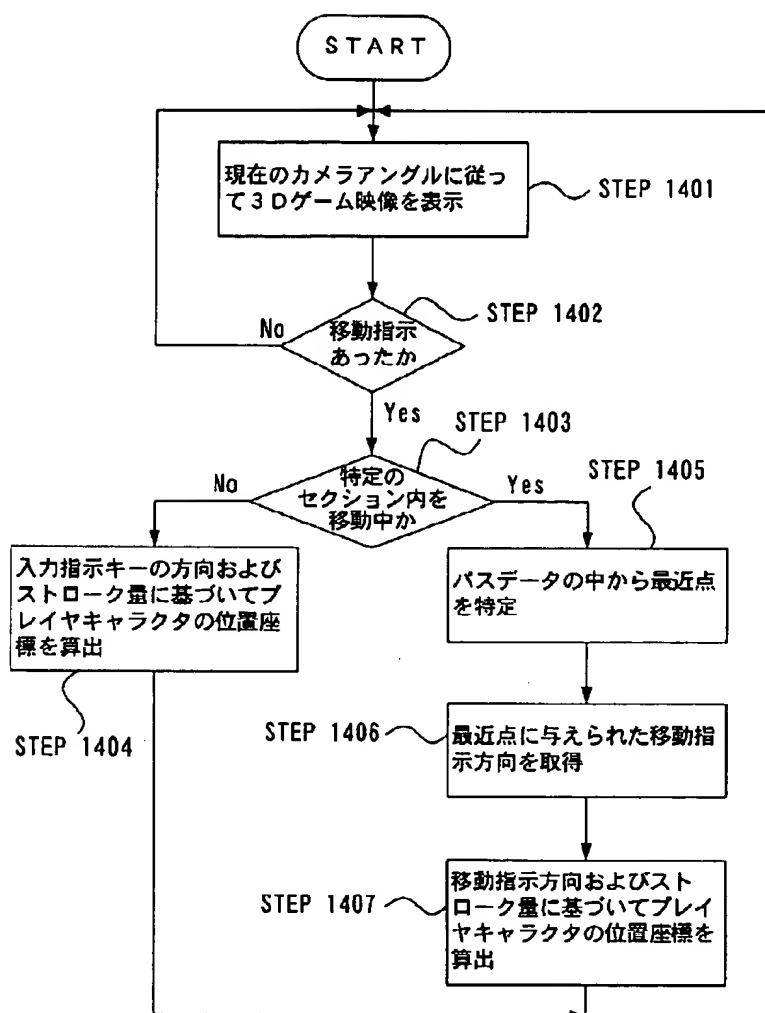 START
現在のカメラアングルに従っ
て3Dゲーム映像を表示
STEP 1401
移動指示
あったか
STEP 1402
No
Yes
特定の
セクション内を
移動中か
STEP 1403
No
Yes
入力指示キーの方向および
ストローク量に基づいてプ
レイヤキャラクタの位置座
標を算出
STEP 1404
STEP 1405
パスデータの中から最近点
を特定
STEP 1406
最近点に与えられた移動指
示方向を取得
STEP 1407
移動指示方向およびスト
ローク量に基づいてプレイ
ヤキャラクタの位置座標を
算出